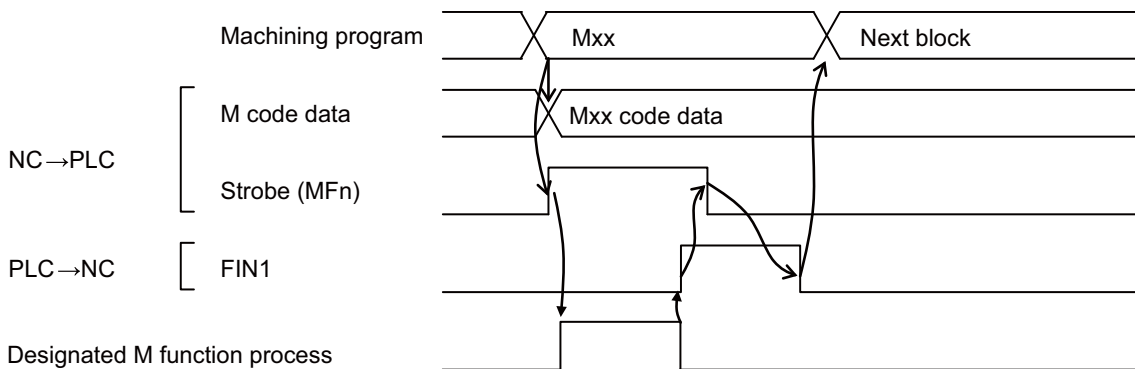 Machining program
Mxx
Next block
M code data
Mxx code data
NC→PLC
Strobe (MFn)
PLC→NC
FIN1
Designated M function process